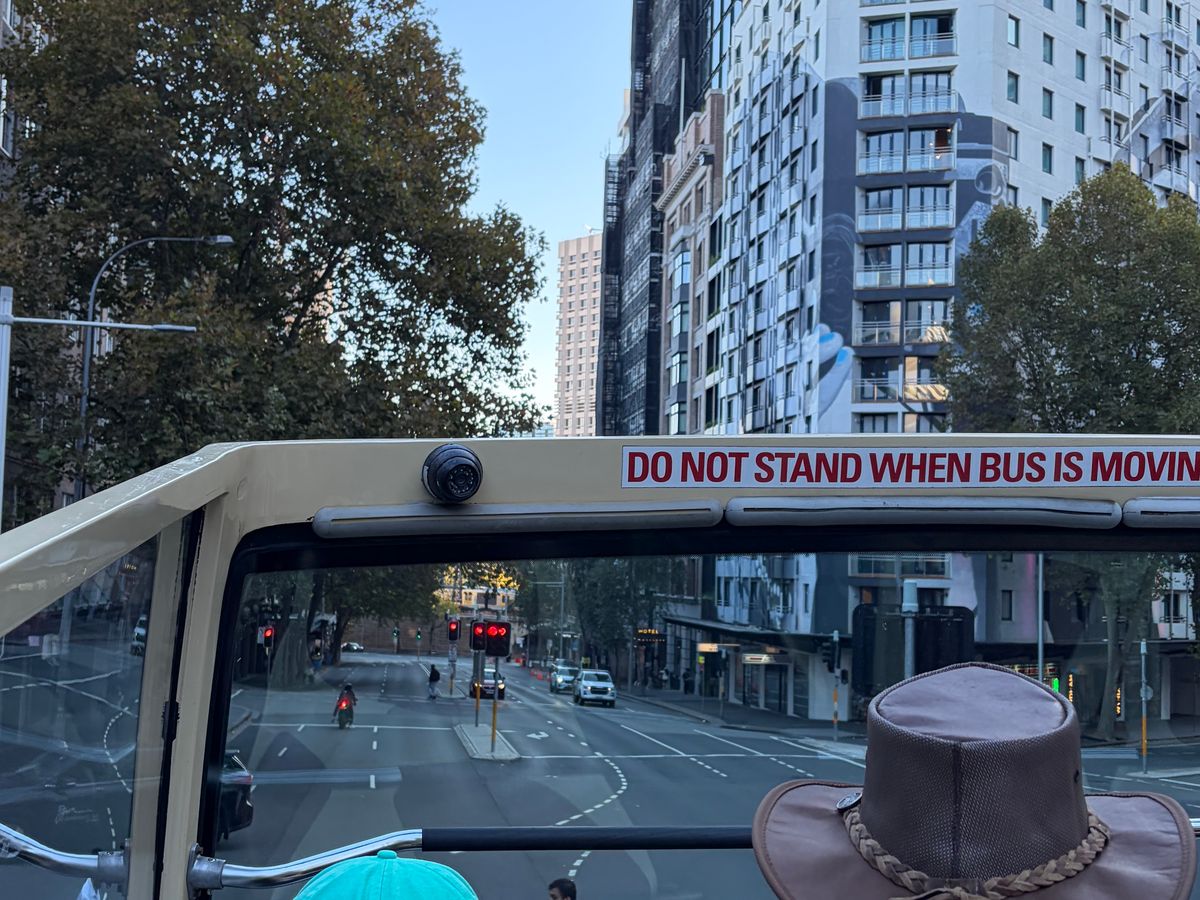 DO NOT STAND WHEN BUS IS MOVIN
HOTEL